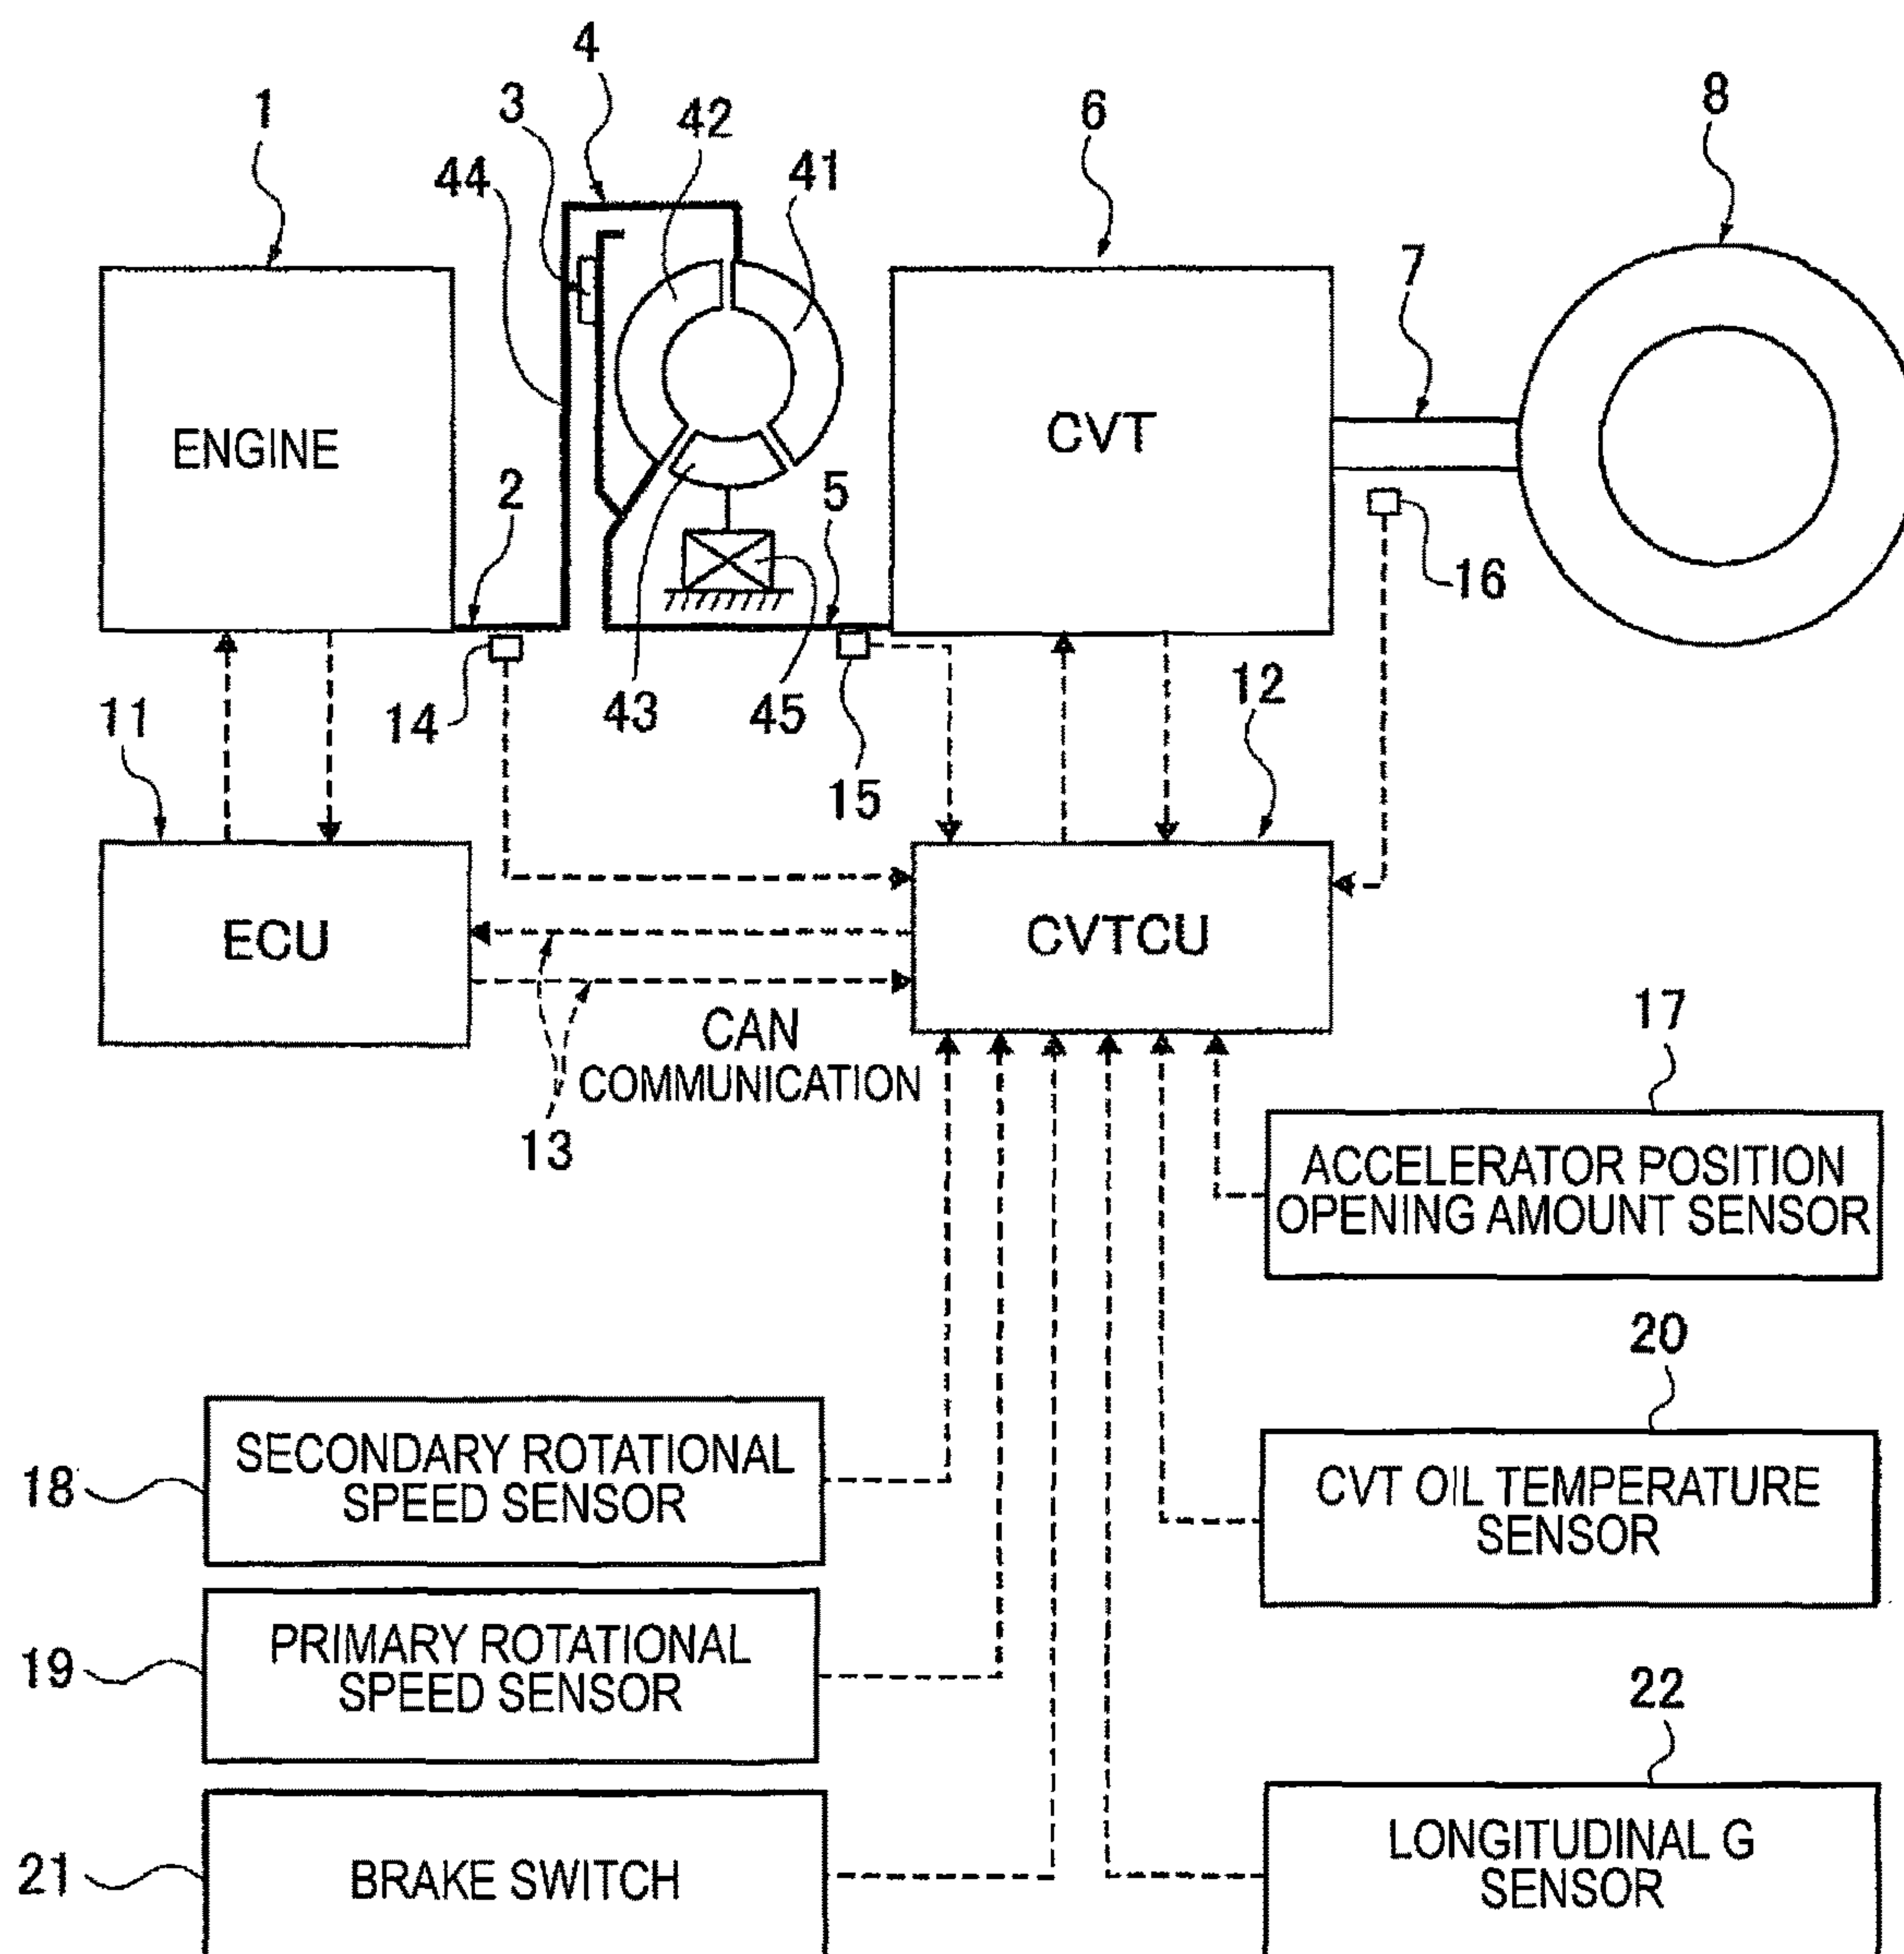 4
1
3
42
6
8
44
41
7
ENGINE
CVT
2
5
16
14
43
45
12
11
15
ECU
CVTCU
CAN
COMMUNICATION
13
17
ACCELERATOR POSITION
OPENING AMOUNT SENSOR
20
18
SECONDARY ROTATIONAL
SPEED SENSOR
CVT OIL TEMPERATURE
SENSOR
19
PRIMARY ROTATIONAL
SPEED SENSOR
22
21
BRAKE SWITCH
LONGITUDINAL G
SENSOR